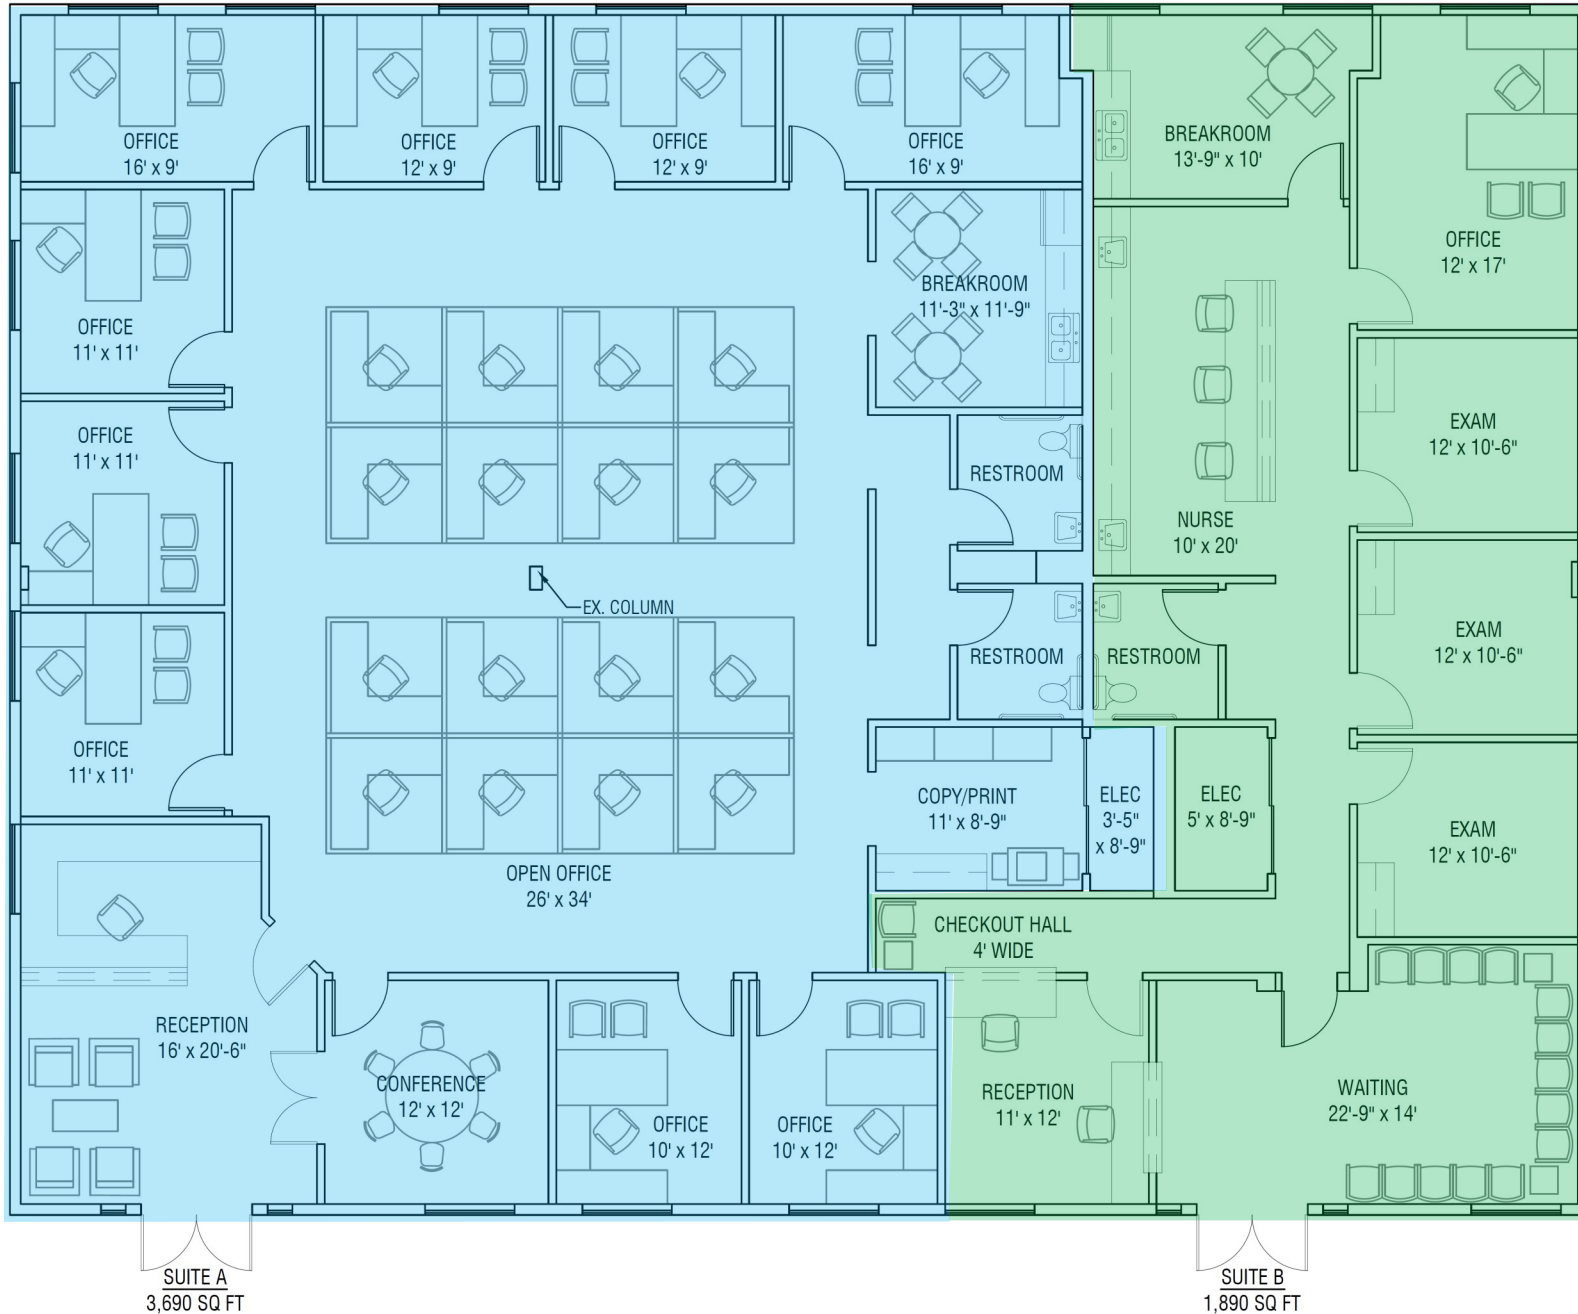 OFFICE
16' x 9'
OFFICE
12' x 9'
OFFICE
12' x 9'
OFFICE
16' x 9'
BREAKROOM
13'-9" x 10'
OFFICE
12' x 17'
OFFICE
11' x 11'
BREAKROOM
11'-3" x 11'-9"
OFFICE
11' x 11'
RESTROOM
EXAM
12' x 10'-6"
NURSE
10' x 20'
EX. COLUMN
RESTROOM
RESTROOM
EXAM
12' x 10'-6"
OFFICE
11' x 11'
COPY/PRINT
11' x 8'-9"
ELEC
3'-5"
x 8'-9"
ELEC
5' x 8'-9"
EXAM
12' x 10'-6"
OPEN OFFICE
26' x 34'
CHECKOUT HALL
4' WIDE
RECEPTION
16' x 20'-6"
CONFERENCE
12' x 12'
OFFICE
10' x 12'
OFFICE
10' x 12'
RECEPTION
11' x 12'
WAITING
22'-9" x 14'
SUITE A
3,690 SQ FT
SUITE B
1,890 SQ FT